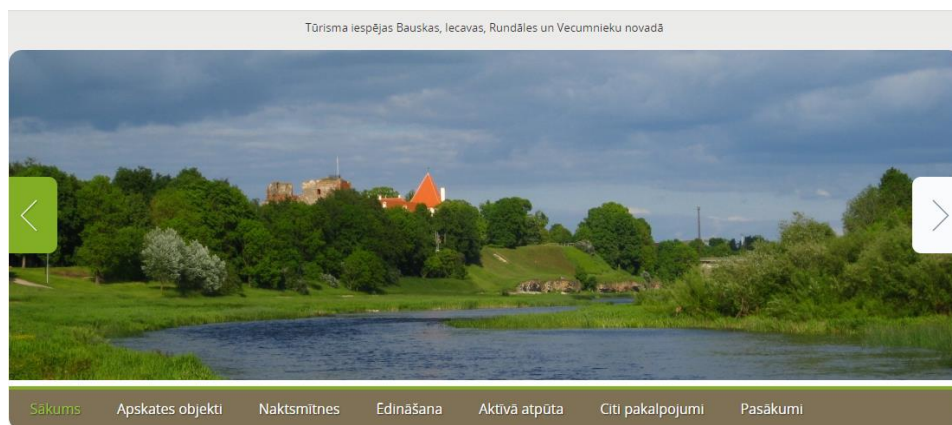 Tūrisma iespējas Bauskas, Iecavas, Rundāles un Vecumnieku novadā
Sākums Apskates objekti Naktsmītnes Ēdināšana Aktīvā atpūta Citi pakalpojumi Pasākumi